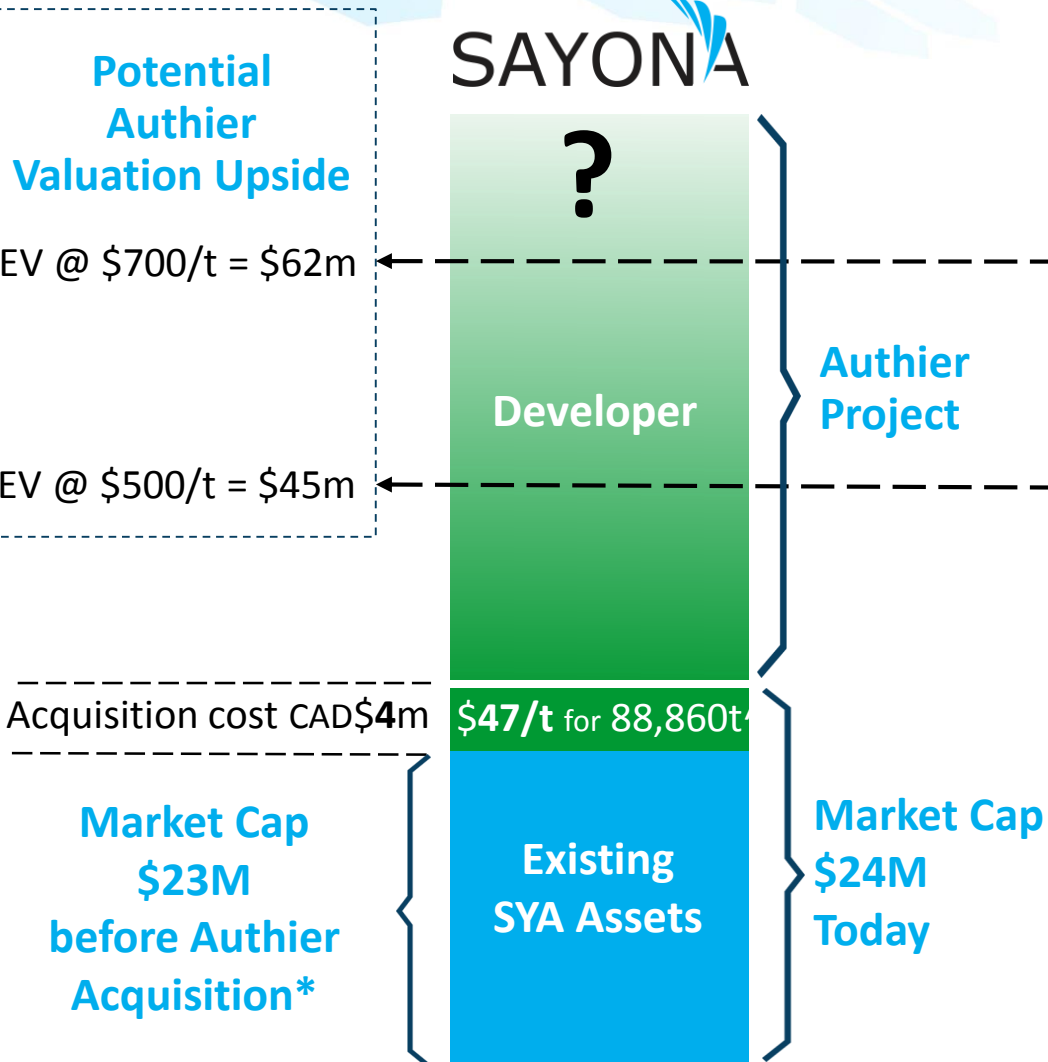 SAYONA
Potential
Authier
Valuation Upside
?
EV @ $700/t = $62m
Authier
Project
Developer
EV @ $500/t = $45m
Acquisition cost CAD$4m
$47/t for 88,860t
Market Cap
$23M
before Authier
Acquisition*
Existing
SYA Assets
Market Cap
$24M
Today